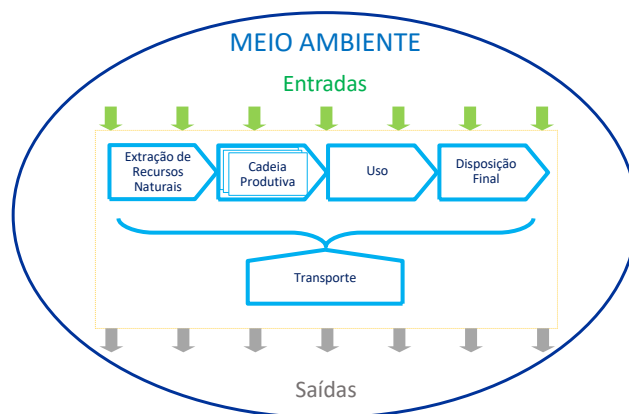 MEIO AMBIENTE
Entradas
Extração de
Recursos
Naturais
Cadeia
Produtiva
Uso
Disposição
Final
Transporte
Saídas